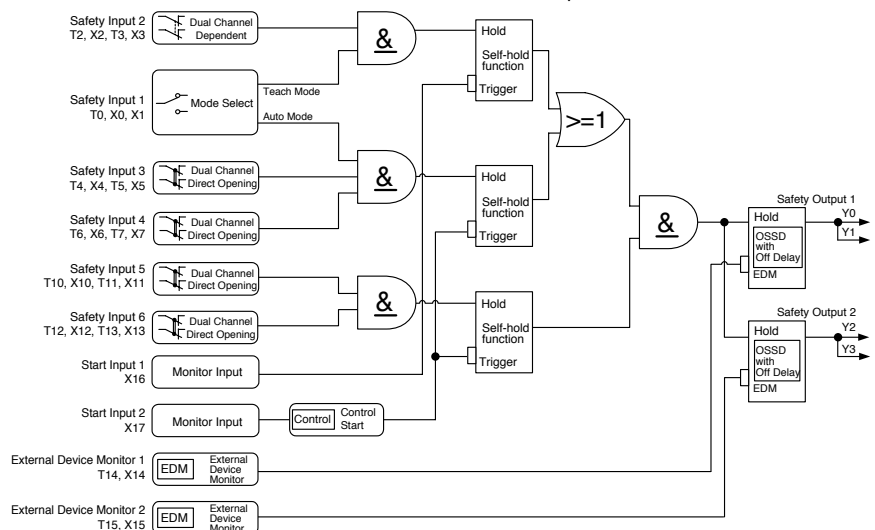 Safety Input 2
T2, X2, T3, X3
Dual Channel
Dependent
&
Hold
Self-hold
function
Trigger
Safety Input 1
T0, X0, X1
Mode Select
Teach Mode
Auto Mode
>=1
Safety Input 3
T4, X4, T5, X5
Dual Channel
Direct Opening
&
Hold
Self-hold
function
Trigger
Safety Input 4
T6, X6, T7, X7
Dual Channel
Direct Opening
&
Safety Output 1
Hold
OSSD
with
Off Delay
EDM
Y0
Y1
Safety Input 5
T10, X10, T11, X11
Dual Channel
Direct Opening
&
Hold
Self-hold
function
Trigger
Safety Input 6
T12, X12, T13, X13
Dual Channel
Direct Opening
Safety Output 2
Hold
OSSD
with
Off Delay
EDM
Y2
Y3
Start Input 1
X16
Monitor Input
Start Input 2
X17
Monitor Input
Control
Control
Start
External Device Monitor 1
T14, X14
EDM
External
Device
Monitor
External Device Monitor 2
T15, X15
EDM
External
Device
Monitor